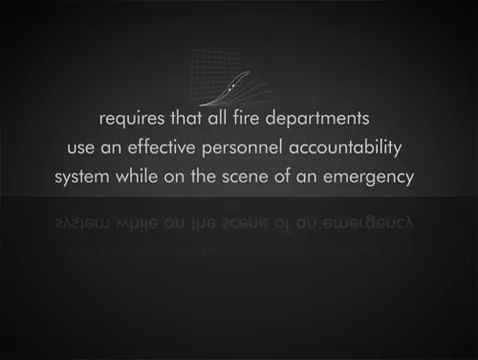 requires that all fire departments
use an effective personnel accountability
system while on the scene of an emergency